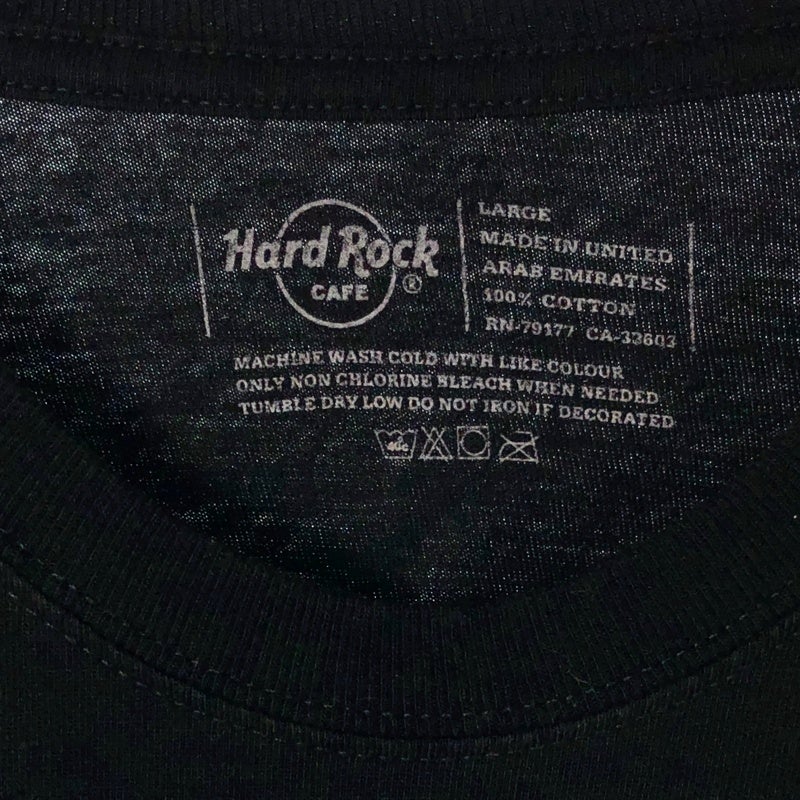 Hard Rock
CAFE
®
LARGE
MADE IN UNITED
ARAB EMIRATES
100% COTTON
RN-79177 CA-33603
MACHINE WASH COLD WITH LIKE COLOUR
ONLY NON CHLORINE BLEACH WHEN NEEDED
TUMBLE DRY LOW DO NOT IRON IF DECORATED
40c